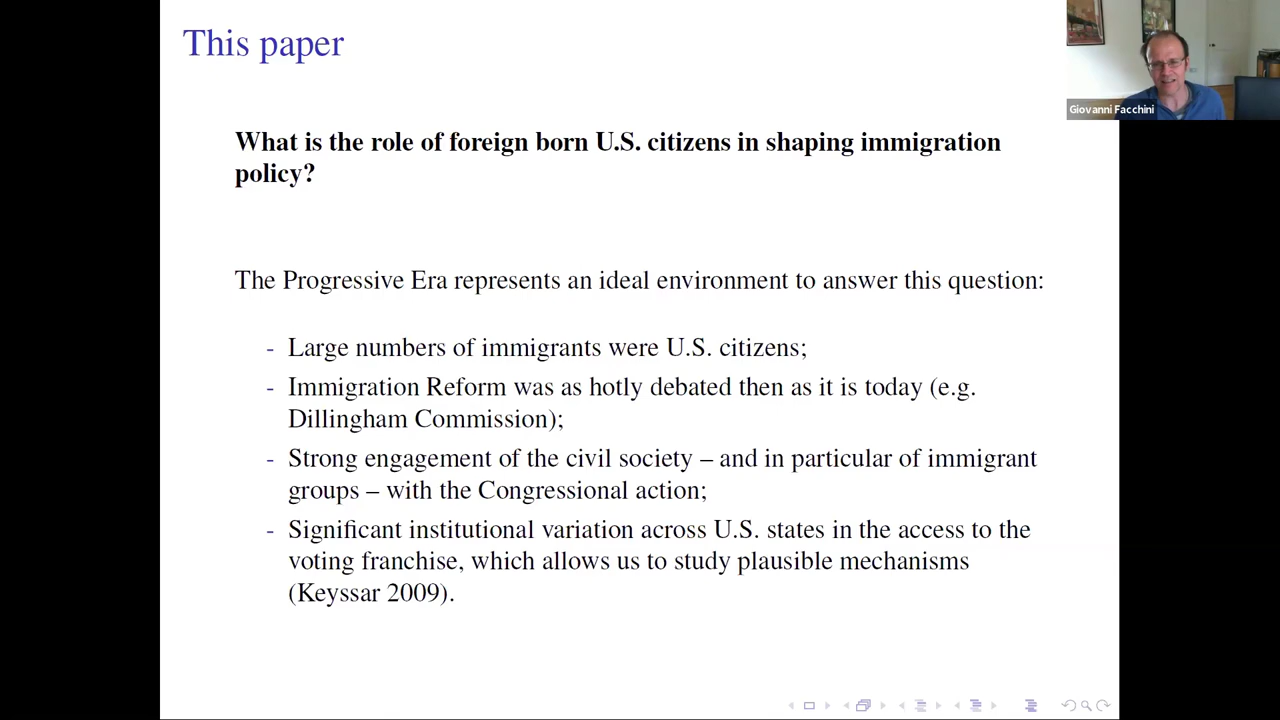 This paper
Giovanni Facchini
What is the role of foreign born U.S. citizens in shaping immigration
policy?
The Progressive Era represents an ideal environment to answer this question:
- Large numbers of immigrants were U.S. citizens;
- Immigration Reform was as hotly debated then as it is today (e.g.
Dillingham Commission);
- Strong engagement of the civil society – and in particular of immigrant
groups – with the Congressional action;
- Significant institutional variation across U.S. states in the access to the
voting franchise, which allows us to study plausible mechanisms
(Keyssar 2009).